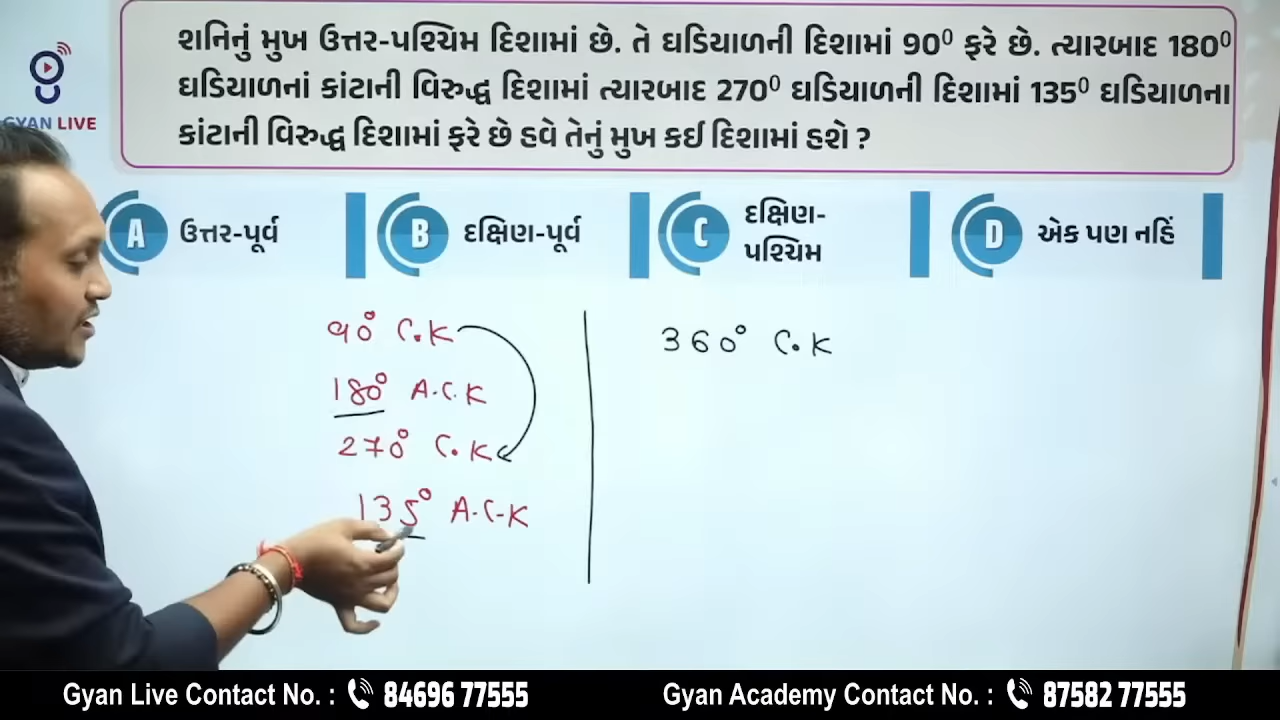 શનિનું મુખ ઉત્તર-પશ્ચિમ દિશામાં છે. તે ઘડિયાળની દિશામાં 90⁰ ફરે છે. ત્યારબાદ 180⁰
ઘડિયાળનાં કાંટાની વિરુદ્ધ દિશામાં ત્યારબાદ 270⁰ ઘડિયાળની દિશામાં 135⁰ ઘડિયાળના
કાંટાની વિરુદ્ધ દિશામાં ફરે છે હવે તેનું મુખ કઈ દિશામાં હશે ?
GYAN LIVE
A ઉત્તર-પૂર્વ
B દક્ષિણ-પૂર્વ
C દક્ષિણ-
પશ્ચિમ
D એક પણ નહિં
90° C.K
180° A.C.K
270° C.K
135° A.C-K
360° C.K
Gyan Live Contact No. : 84696 77555
Gyan Academy Contact No. : 87582 77555